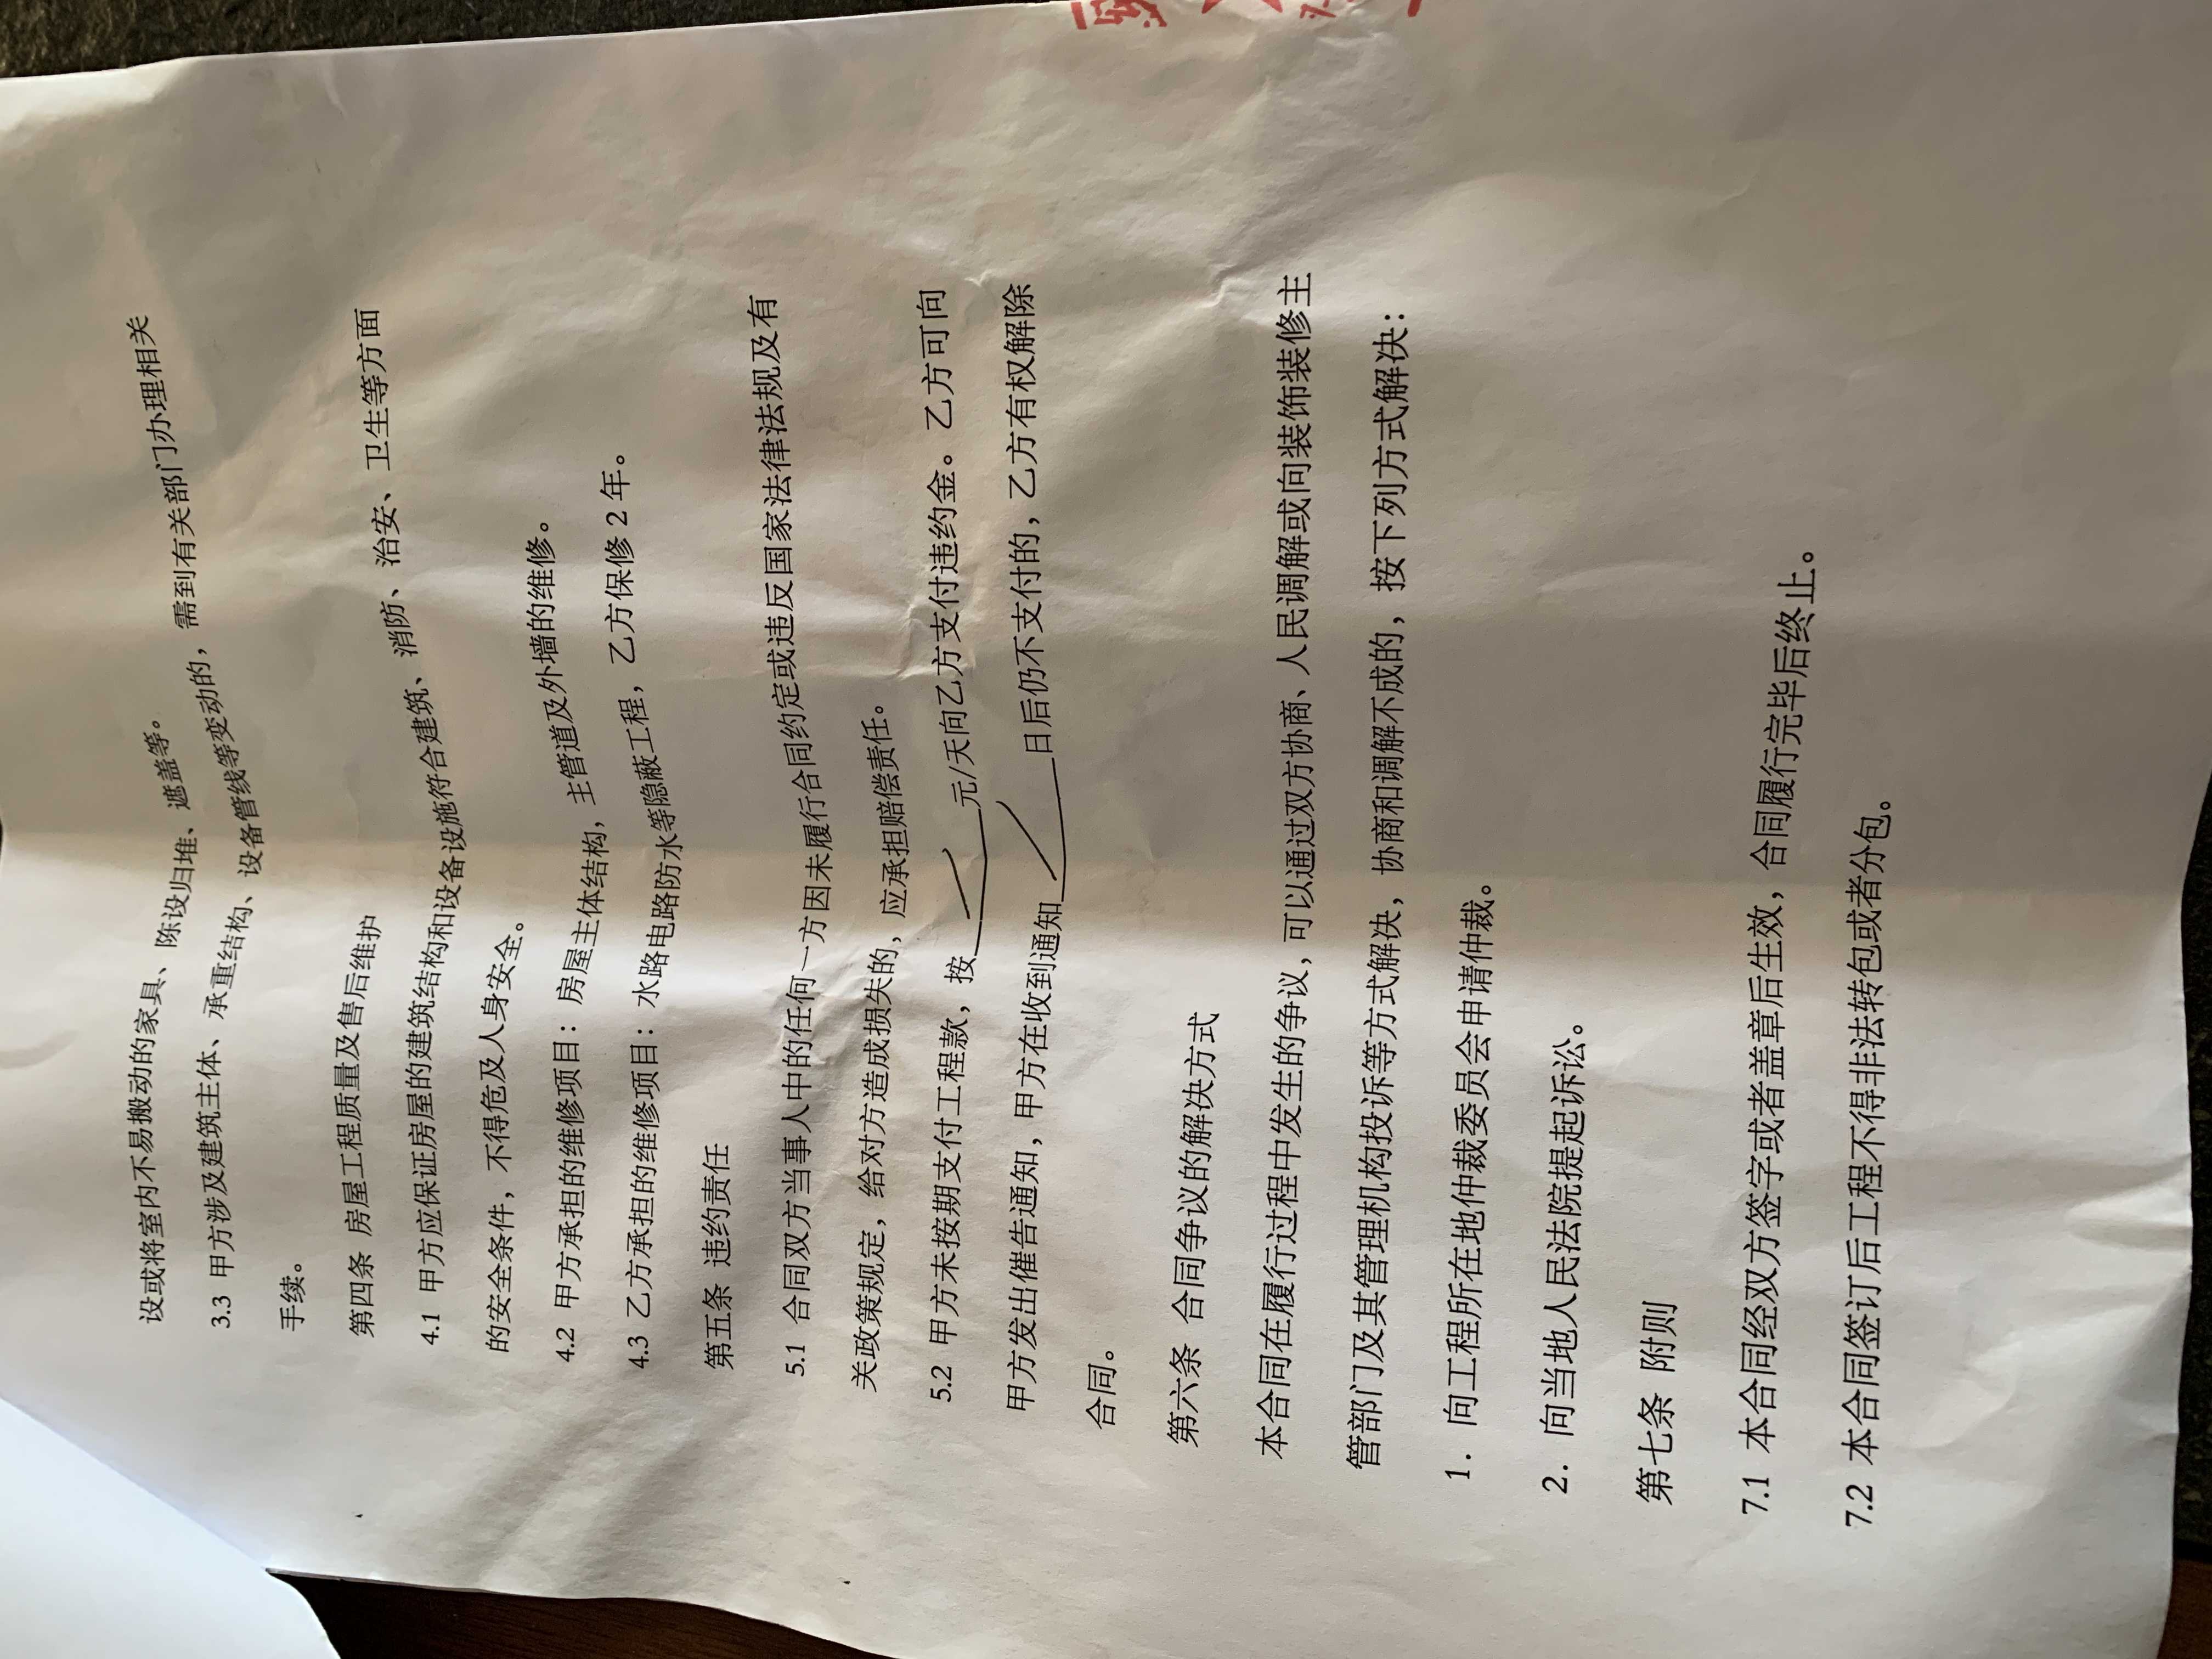 设或将室内不易搬动的家具、陈设归堆、遮盖等。
3.3 甲方涉及建筑主体、承重结构、设备管线等变动的，需到有关部门办理相关
手续。
第四条 房屋工程质量及售后维护
4.1 甲方应保证房屋的建筑结构和设备设施符合建筑、消防、治安、卫生等方面
的安全条件，不得危及人身安全。
4.2 甲方承担的维修项目：房屋主体结构，主管道及外墙的维修。
4.3 乙方承担的维修项目：水路电路防水等隐蔽工程，乙方保修 2 年。
第五条 违约责任
5.1 合同双方当事人中的任何一方因未履行合同约定或违反国家法律法规及有
关政策规定，给对方造成损失的，应承担赔偿责任。
5.2 甲方未按期支付工程款，按 / 元/天向乙方支付违约金。乙方可向
甲方发出催告通知，甲方在收到通知 / 日后仍不支付的，乙方有权解除
合同。
第六条 合同争议的解决方式
本合同在履行过程中发生的争议，可以通过双方协商、人民调解或向装饰装修主
管部门及其管理机构投诉等方式解决，协商和调解不成的，按下列方式解决：
1. 向工程所在地仲裁委员会申请仲裁。
2. 向当地人民法院提起诉讼。
第七条 附则
7.1 本合同经双方签字或者盖章后生效，合同履行完毕后终止。
7.2 本合同签订后工程不得非法转包或者分包。